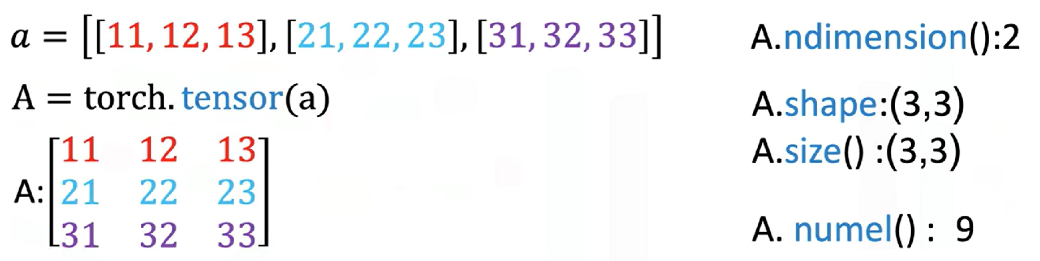 a = [[11, 12, 13], [21, 22, 23], [31, 32, 33]]
A = torch. tensor(a)
A:
11 12 13
21 22 23
31 32 33
A.ndimension():2
A.shape:(3,3)
A.size() :(3,3)
A. numel() : 9